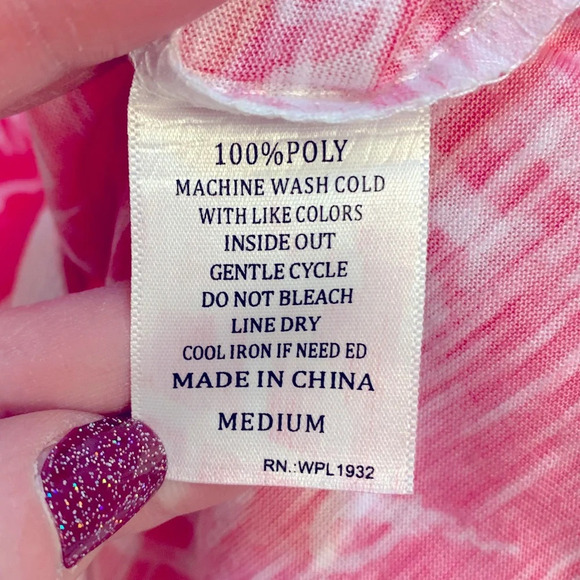 100%POLY
MACHINE WASH COLD
WITH LIKE COLORS
INSIDE OUT
GENTLE CYCLE
DO NOT BLEACH
LINE DRY
COOL IRON IF NEED ED
MADE IN CHINA
MEDIUM
RN.:WPL1932